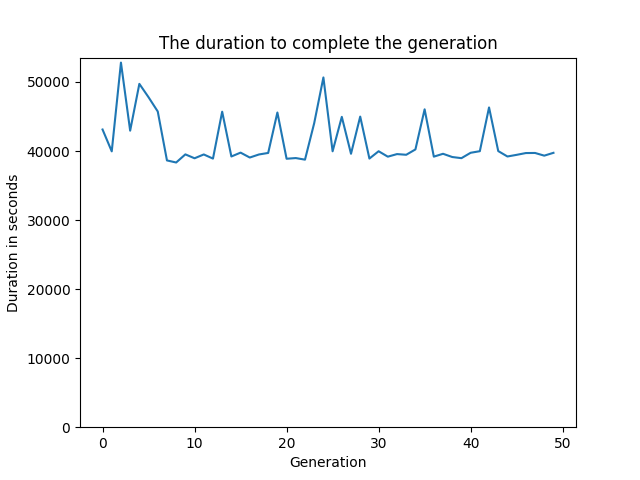 The duration to complete the generation
50000
40000
30000
20000
10000
0
Duration in seconds
0 10 20 30 40 50
Generation